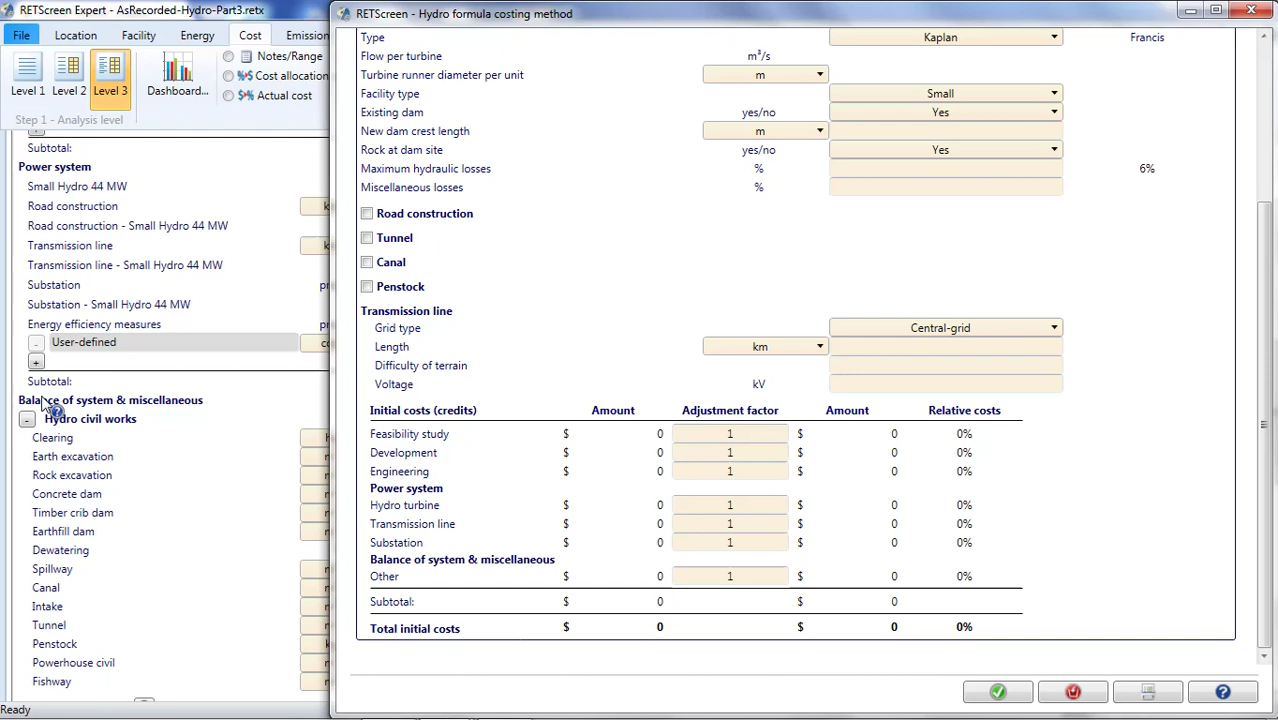 RETScreen Expert - AsRecorded-Hydro-Part3.retx
File Location Facility Energy Cost Emission
Level 1 Level 2 Level 3 Dashboard...
Notes/Range
Cost allocation
Actual cost
Step 1 - Analysis level
Subtotal:
Power system
Small Hydro 44 MW
Road construction
Road construction - Small Hydro 44 MW
Transmission line
Transmission line - Small Hydro 44 MW
Substation
Substation - Small Hydro 44 MW
Energy efficiency measures
- User-defined
+
Subtotal:
Balance of system & miscellaneous
- Hydro civil works
Clearing
Earth excavation
Rock excavation
Concrete dam
Timber crib dam
Earthfill dam
Dewatering
Spillway
Canal
Intake
Tunnel
Penstock
Powerhouse civil
Fishway
Ready
RETScreen - Hydro formula costing method
Type Kaplan Francis
Flow per turbine m³/s
Turbine runner diameter per unit m
Facility type Small
Existing dam yes/no Yes
New dam crest length m
Rock at dam site yes/no Yes
Maximum hydraulic losses % 6%
Miscellaneous losses %
Road construction
Tunnel
Canal
Penstock
Transmission line
Grid type Central-grid
Length km
Difficulty of terrain
Voltage kV
Initial costs (credits) Amount Adjustment factor Amount Relative costs
Feasibility study $ 0 1 $ 0 0%
Development $ 0 1 $ 0 0%
Engineering $ 0 1 $ 0 0%
Power system
Hydro turbine $ 0 1 $ 0 0%
Transmission line $ 0 1 $ 0 0%
Substation $ 0 1 $ 0 0%
Balance of system & miscellaneous
Other $ 0 1 $ 0 0%
Subtotal: $ 0 $ 0
Total initial costs $ 0 $ 0 0%